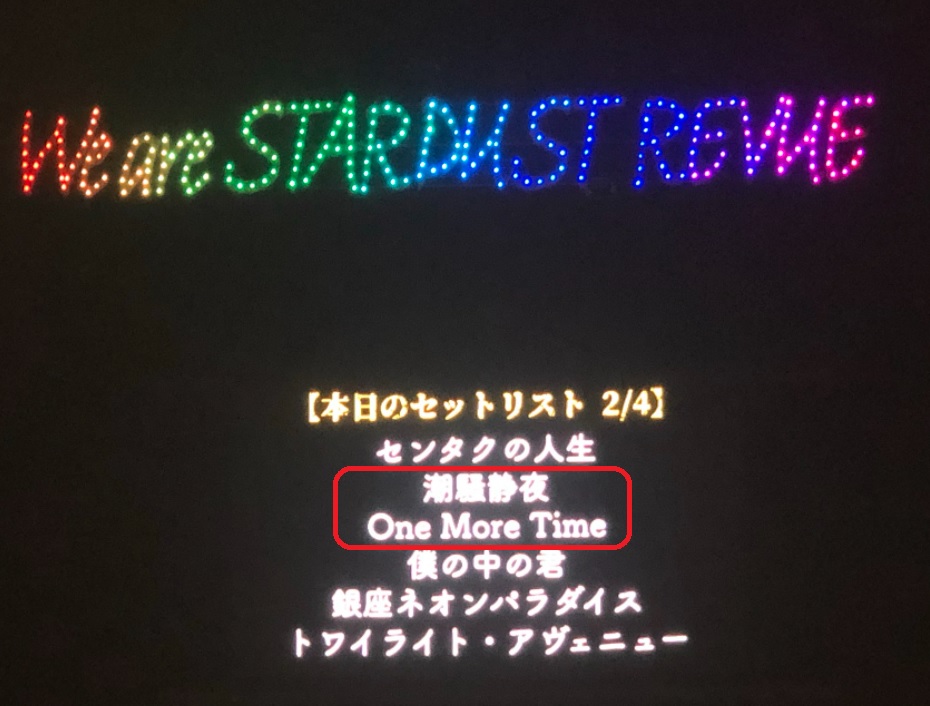 We are STARDUST REVUE
【本日のセットリスト 2/4】
センタクの人生
潮騒静夜
One More Time
僕の中の君
銀座ネオンパラダイス
トワイライト・アヴェニュー